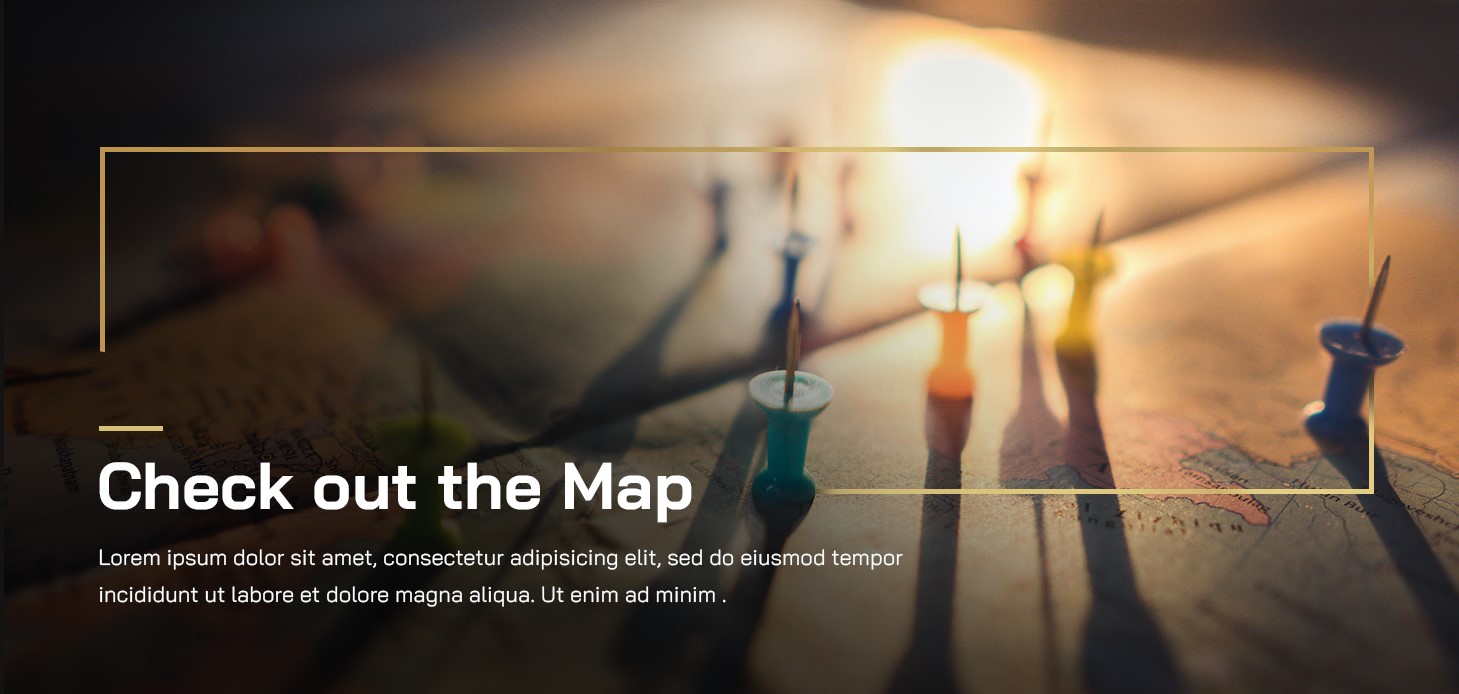 Check out the Map
Lorem ipsum dolor sit amet, consectetur adipisicing elit, sed do eiusmod tempor
incididunt ut labore et dolore magna aliqua. Ut enim ad minim .